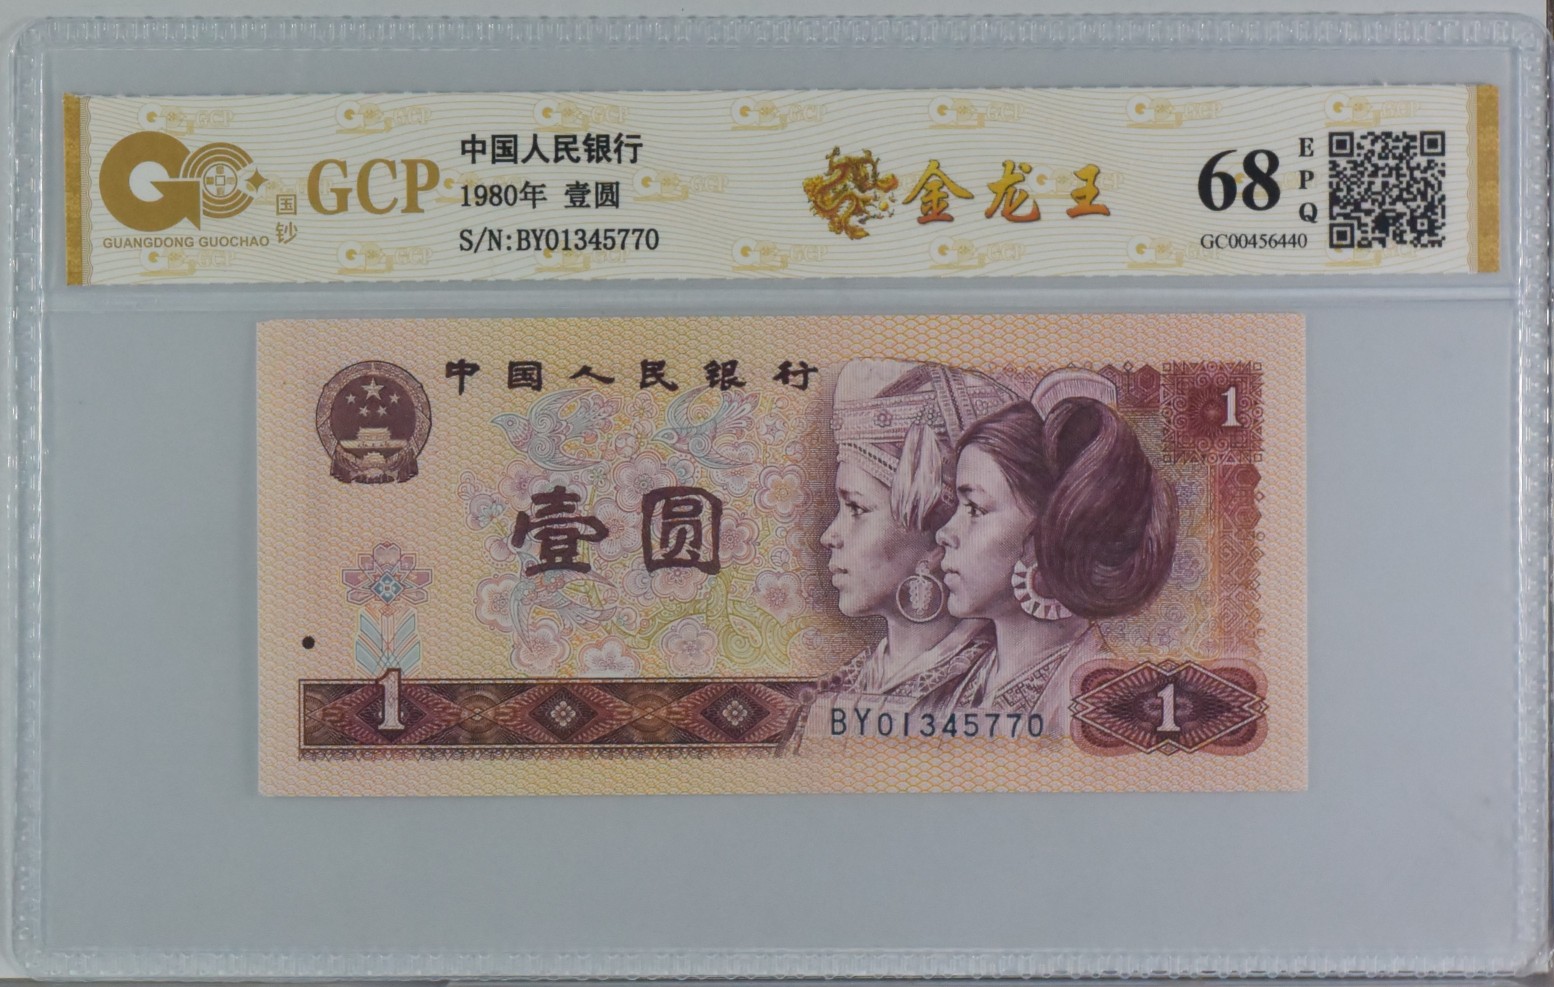 GUANGDONG GUOCHAO
国钞
GCP
中国人民银行
1980年 壹圆
S/N:BY01345770
金龙王
68
EPQ
GC00456440
中国人民银行
1
壹圆
1
BY01345770
1